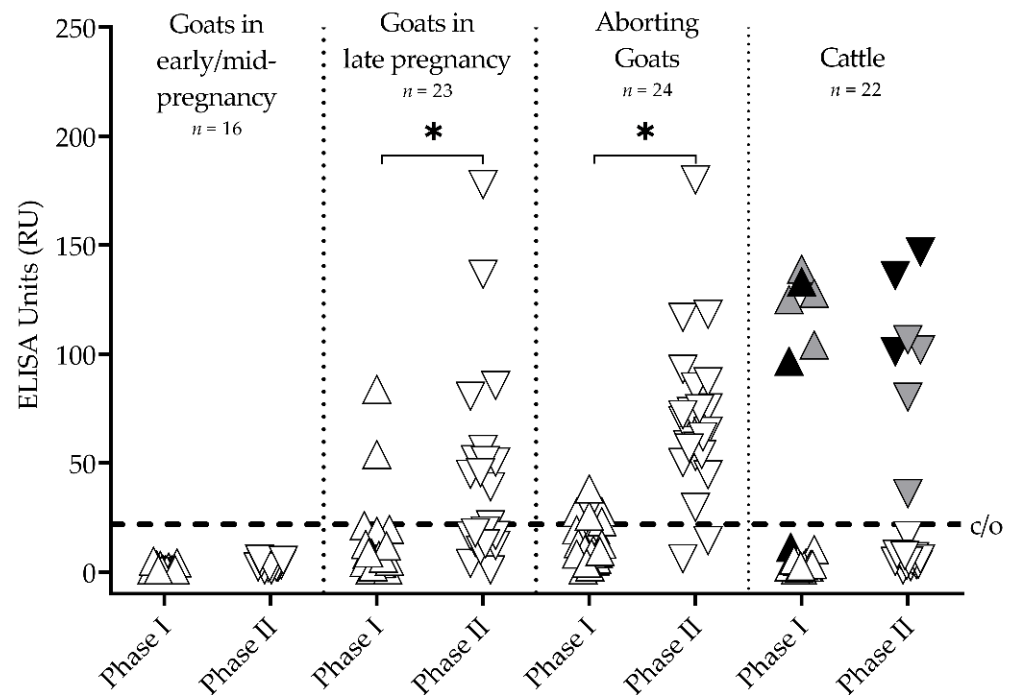 250
200
150
100
50
0
ELISA Units (RU)
Goats in
early/mid-
pregnancy
n = 16
Goats in
late pregnancy
n = 23
*
Aborting
Goats
n = 24
*
Cattle
n = 22
c/o
Phase I
Phase II
Phase I
Phase II
Phase I
Phase II
Phase I
Phase II